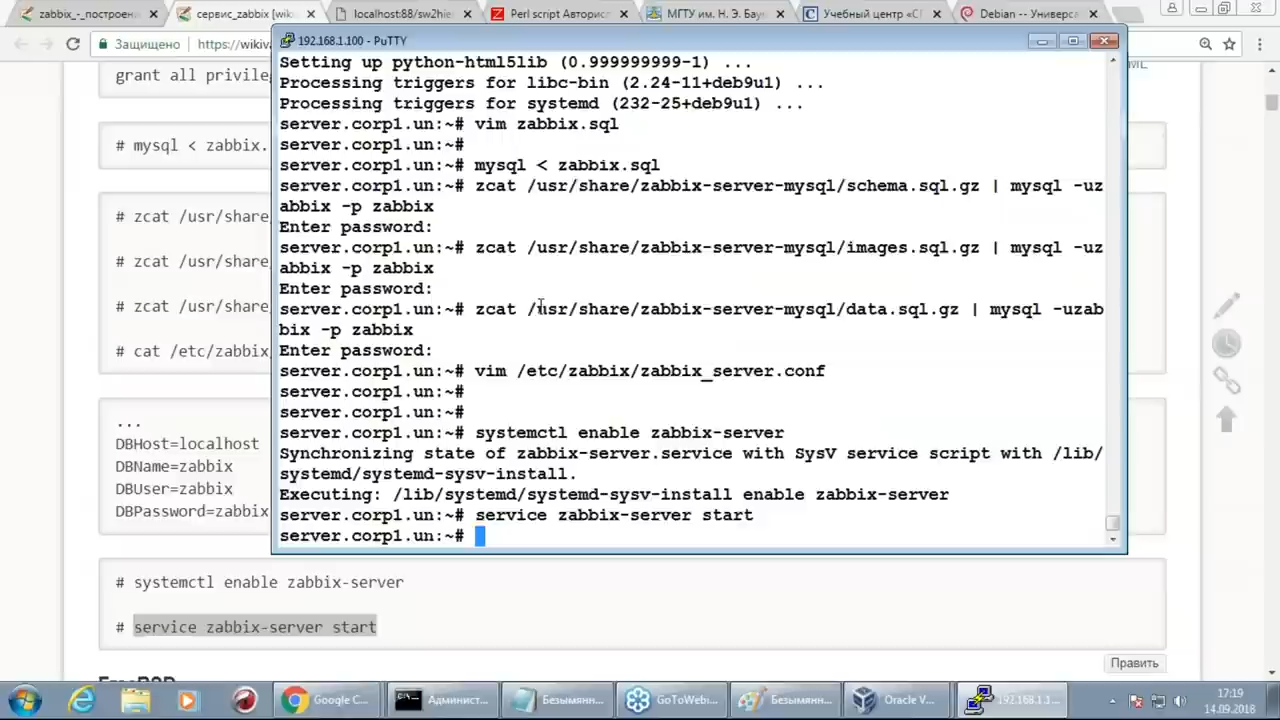 zabbix_-_построени
сервис_zabbix [wiki
localhost:88/sw2hie
Perl script Авторис
МГТУ им. Н. Э. Баун
Учебный центр «С
Debian -- Универса
Защищено
https://wikiva
192.168.1.100 - PuTTY
grant all privileg
# mysql < zabbix.
# zcat /usr/share/
# zcat /usr/share/
# zcat /usr/share/
# cat /etc/zabbix/
...
DBHost=localhost
DBName=zabbix
DBUser=zabbix
DBPassword=zabbix
Setting up python-html5lib (0.999999999-1) ...
Processing triggers for libc-bin (2.24-11+deb9u1) ...
Processing triggers for systemd (232-25+deb9u1) ...
server.corp1.un:~# vim zabbix.sql
server.corp1.un:~#
server.corp1.un:~# mysql < zabbix.sql
server.corp1.un:~# zcat /usr/share/zabbix-server-mysql/schema.sql.gz | mysql -uz
abbix -p zabbix
Enter password:
server.corp1.un:~# zcat /usr/share/zabbix-server-mysql/images.sql.gz | mysql -uz
abbix -p zabbix
Enter password:
server.corp1.un:~# zcat /usr/share/zabbix-server-mysql/data.sql.gz | mysql -uzab
bix -p zabbix
Enter password:
server.corp1.un:~# vim /etc/zabbix/zabbix_server.conf
server.corp1.un:~#
server.corp1.un:~#
server.corp1.un:~# systemctl enable zabbix-server
Synchronizing state of zabbix-server.service with SysV service script with /lib/
systemd/systemd-sysv-install.
Executing: /lib/systemd/systemd-sysv-install enable zabbix-server
server.corp1.un:~# service zabbix-server start
server.corp1.un:~#
# systemctl enable zabbix-server
# service zabbix-server start
Править
Google C...
Админист...
Безымянн...
GoToWebi...
Безымянн...
Oracle V...
192.168.1.1...
17:19
14.09.2018